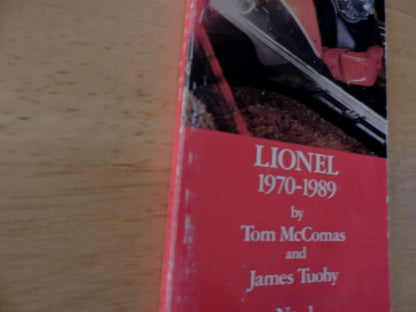 LIONEL
1970-1989
by
Tom McComas
and
James Tuohy